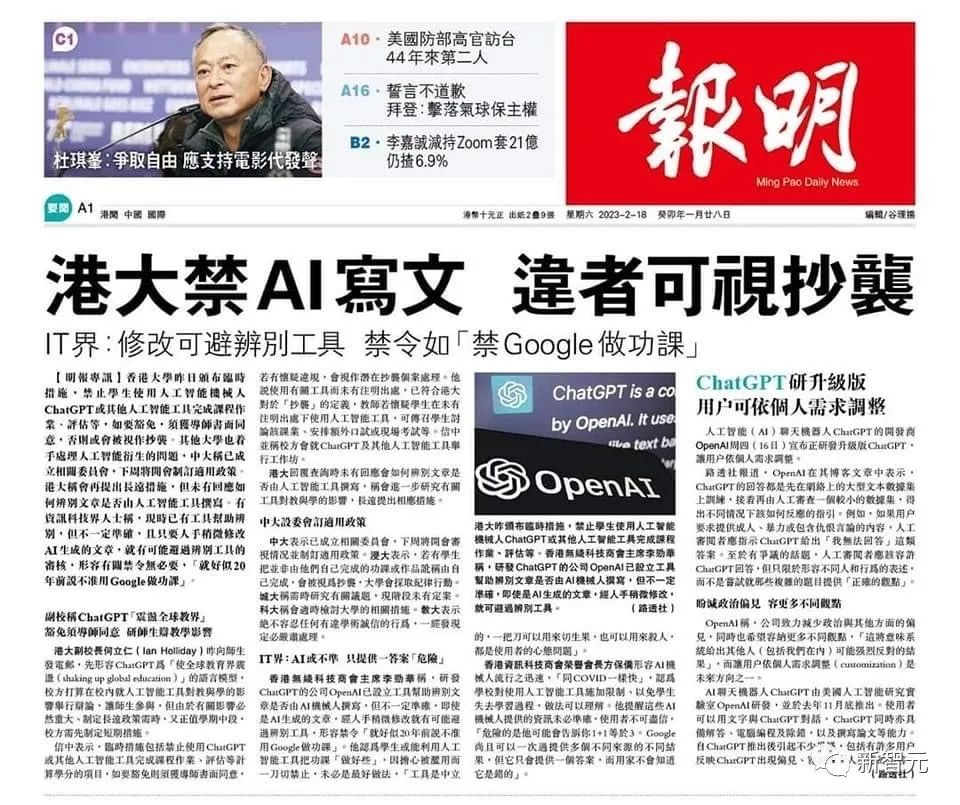 C1
杜琪峯：爭取自由 應支持電影代發聲
A10・美國防部高官訪台
44年來第二人
A16・誓言不道歉
拜登：擊落氣球保主權
B2・李嘉誠減持Zoom套21億
仍揸6.9%
明報
Ming Pao Daily News
要聞 A1 港聞 中國 國際
港幣十元正 出紙2疊9張 星期六 2023-2-18 癸卯年一月廿八日
編輯/谷理揚
港大禁AI寫文 違者可視抄襲
IT界：修改可避辨別工具 禁令如「禁Google做功課」
【明報專訊】香港大學昨日頒布臨時
措施，禁止學生使用人工智能機械人
ChatGPT或其他人工智能工具完成課程作
業、評估等，如要豁免，須獲導師書面同
意，否則或會被視作抄襲。其他大學也着
手處理人工智能衍生的問題，中大稱已成
立相關委員會，下周將開會制訂適用政策。
港大稱會再提出長遠措施，但未有回應如
何辨別文章是否由人工智能工具撰寫。有
資訊科技界人士稱，現時已有工具幫助辨
別，但不一定準確，且只要人手稍微修改
AI生成的文章，就有可能避過辨別工具的
審核，形容有關禁令無必要，「就好似20
年前說不准用Google做功課」。
副校稱ChatGPT「震盪全球教界」
豁免須導師同意 研師生辯教學影響
港大副校長何立仁（Ian Holliday）昨向師生
發電郵，先形容ChatGPT爲「使全球教育界震
盪（shaking up global education）」的語言模型，
校方打算在校內就人工智能工具對教與學的影
響舉行辯論，讓師生參與，但由於有關影響必
然重大、制定長遠政策需時，又正值學期中段，
校方需先制定短期措施。
信中表示，臨時措施包括禁止使用ChatGPT
或其他人工智能工具完成課程作業、評估等計
算學分的項目，如要豁免則須獲導師書面同意，
若有懷疑違規，會視作潛在抄襲個案處理。他
說使用有關工具而未有註明出處，已符合港大
對於「抄襲」的定義，教師若懷疑學生在未有
註明出處下使用人工智能工具，可傳召學生討
論該課業、安排額外口試或現場考試等。信中
並稱校方會就ChatGPT及其他人工智能工具舉
行工作坊。
港大回覆查詢時未有回應會如何辨別文章是
否由人工智能工具撰寫，稱會進一步研究有關
工具對教與學的影響，長遠提出相應措施。
中大設委會訂適用政策
中大表示已成立相關委員會，下周將開會審
視情况並制訂適用政策。浸大表示，若有學生
把並非由他們自己完成的功課或作品訛稱由自
己完成，會被視爲抄襲，大學會採取紀律行動。
城大稱需時研究有關議題，現階段未有定案。
科大稱會適時檢討大學的相關措施。教大表示
絕不容忍任何有違學術誠信的行爲，一經發現
定必嚴肅處理。
IT界：AI或不準 只提供一答案「危險」
香港無綫科技商會主席李勁華稱，研發
ChatGPT的公司OpenAI已設立工具幫助辨別文
章是否由AI機械人撰寫，但不一定準確，即使
是AI生成的文章，經人手稍微修改就有可能避
過辨別工具，形容禁令「就好似20年前說不准
用Google做功課」。他認爲學生或能利用人工
智能工具把功課「做好些」，因擔心被濫用而
一刀切禁止，未必是最好做法，「工具是中立
ChatGPT is a co
by OpenAI. It uses
like text ba
OpenAI
港大昨頒布臨時措施，禁止學生使用人工智能
機械人ChatGPT或其他人工智能工具完成課程
作業、評估等。香港無綫科技商會主席李勁華
稱，研發ChatGPT的公司OpenAI已設立工具
幫助辨別文章是否由AI機械人撰寫，但不一定
準確，即使是AI生成的文章，經人手稍微修改，
就可避過辨別工具。（路透社）
的，一把刀可以用來切生果，也可以用來殺人，
都是使用者的心態問題」。
香港資訊科技商會榮譽會長方保僑形容AI機
械人流行之迅速，「同COVID一樣快」，認
爲學校對使用人工智能工具施加限制、以免學生
失去學習過程，做法可以理解。他提醒這些AI
機械人提供的資訊未必準確，使用者不可盡信，
「危險的是他可能會告訴你1+1等於3。Google
尚且可以一次過提供多個不同家源的不同結
果，但它只會提供一個答案，而用家不會知道
它是錯的」。
ChatGPT研升級版
用戶可依個人需求調整
人工智能（AI）聊天機器人ChatGPT的開發商
OpenAI周四（16日）宣布正研發升級版ChatGPT，
讓用戶依個人需求調整。
路透社報道，OpenAI在其博客文章中表示，
ChatGPT的回答都是先在網絡上的大型文本數據集
上訓練，接着再由人工審查一個較小的數據集，得
出不同情况下該如何反應的指引。例如，如果用戶
要求提供成人、暴力或包含仇恨言論的內容，人工
審閱者應指示ChatGPT給出「我無法回答」這類
答案。至於有爭議的話題，人工審閱者應該容許
ChatGPT回答，但只限於形容不同人和行爲的表述，
而不是嘗試就那些複雜的題目提供「正確的觀點」。
盼減政治偏見 容更多不同觀點
OpenAI稱，公司致力減少政治與其他方面的偏
見，同時也希望容納更多不同觀點，「這將意味系
統給出其他人（包括我們在內）可能強烈反對的結
果」，而讓用戶依個人需求調整（customization）是
未來方向之一。
AI聊天機器人ChatGPT由美國人工智能研究實
驗室OpenAI研發，並於去年11月底推出。使用者
可以用文字與ChatGPT對話，ChatGPT同時亦具
備解答、電腦編程及除錯，以及撰寫論文等能力。
自ChatGPT推出後引起不少
，包括有許多用戶
反映ChatGPT出現偏見、
路透社
新智元